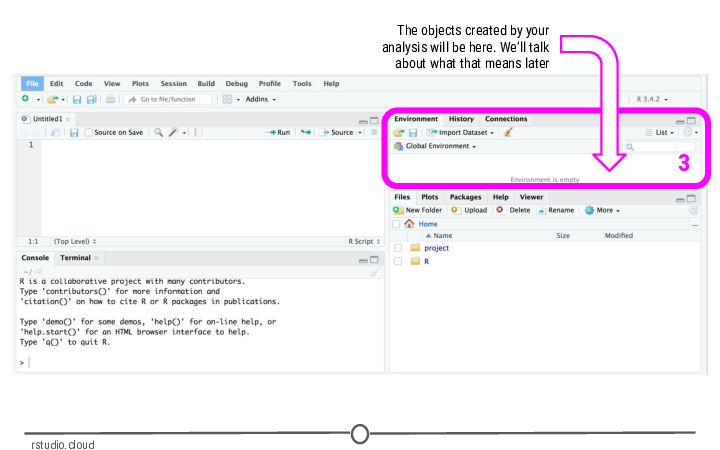 The objects created by your
analysis will be here. We'll talk
about what that means later
File Edit Code View Plots Session Build Debug Profile Tools Help
Go to file/function Addins R 3.4.2
Untitled1
Source on Save Run Source
1
1:1 (Top Level) R Script
Console Terminal
~/
R is a collaborative project with many contributors.
Type 'contributors()' for more information and
'citation()' on how to cite R or R packages in publications.
Type 'demo()' for some demos, 'help()' for on-line help, or
'help.start()' for an HTML browser interface to help.
Type 'q()' to quit R.
>
Environment History Connections
Import Dataset List
Global Environment
3
Environment is empty
Files Plots Packages Help Viewer
New Folder Upload Delete Rename More
Home ...
Name Size Modified
project
R
rstudio.cloud